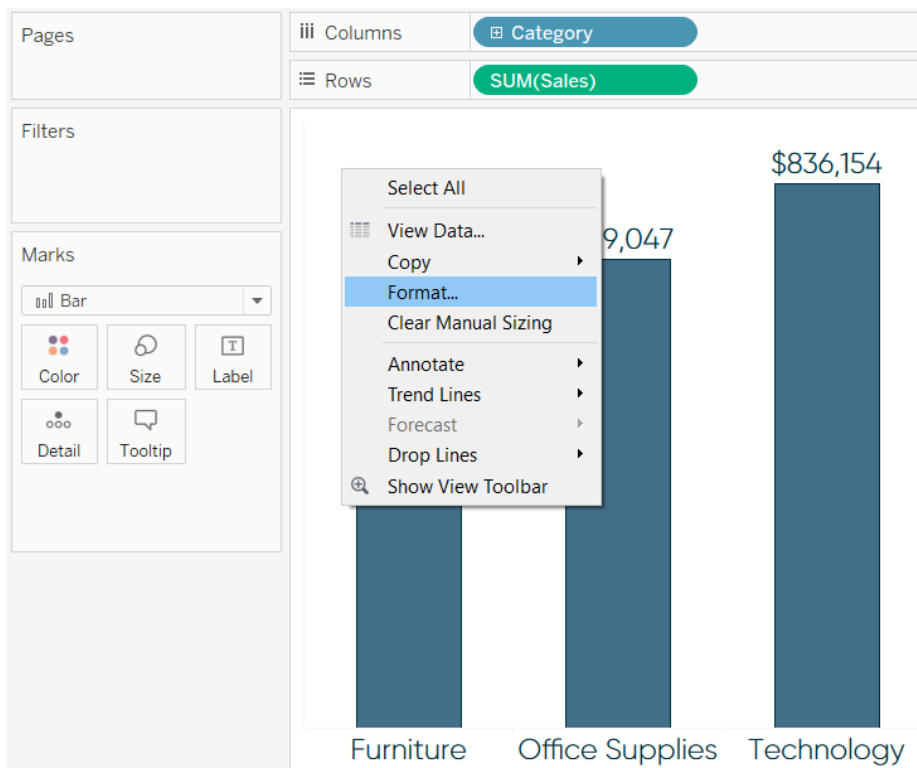 Pages
Columns
Category
Rows
SUM(Sales)
Filters
Marks
Bar
Color
Size
T
Label
Detail
Tooltip
$836,154
9,047
Select All
View Data...
Copy
Format...
Clear Manual Sizing
Annotate
Trend Lines
Forecast
Drop Lines
Show View Toolbar
Furniture
Office Supplies
Technology